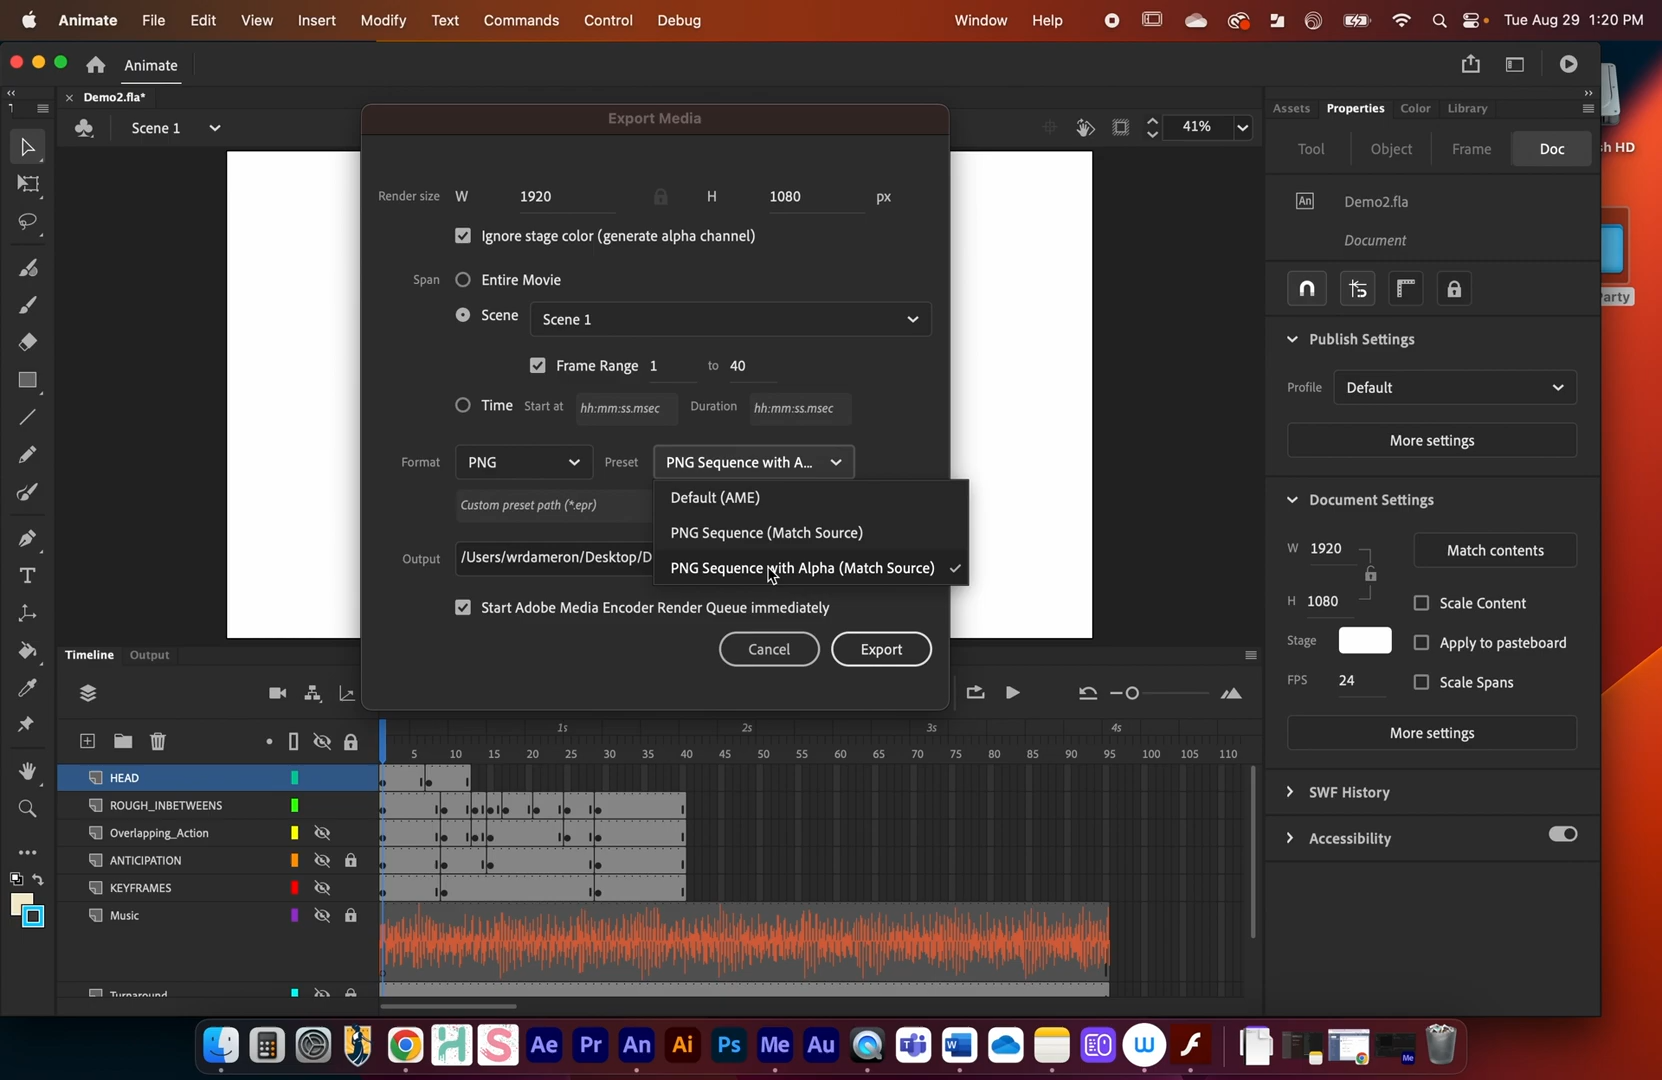 Animate File Edit View Insert Modify Text Commands Control Debug Window Help Tue Aug 29 1:20 PM
Animate
Demo2.fla*
Export Media
Assets Properties Color Library
Scene 1
41%
Tool Object Frame Doc
sh HD
Render size W 1920 H 1080 px
An Demo2.fla
Ignore stage color (generate alpha channel)
Document
Span Entire Movie
Party
Scene Scene 1
Publish Settings
Frame Range 1 to 40
Profile Default
Time Start at hh:mm:ss.msec Duration hh:mm:ss.msec
More settings
Format PNG Preset PNG Sequence with A...
Default (AME)
Document Settings
Custom preset path (*.epr)
PNG Sequence (Match Source)
W 1920 Match contents
Output /Users/wrdameron/Desktop/D
PNG Sequence with Alpha (Match Source)
H 1080 Scale Content
Start Adobe Media Encoder Render Queue immediately
Stage Apply to pasteboard
Cancel Export
Timeline Output
FPS 24 Scale Spans
1s 2s 3s 4s
More settings
5 10 15 20 25 30 35 40 45 50 55 60 65 70 75 80 85 90 95 100 105 110
HEAD
SWF History
ROUGH_INBETWEENS
Overlapping_Action
Accessibility
ANTICIPATION
KEYFRAMES
Music
Turnaround
Ae Pr An Ai Ps Me Au
Me